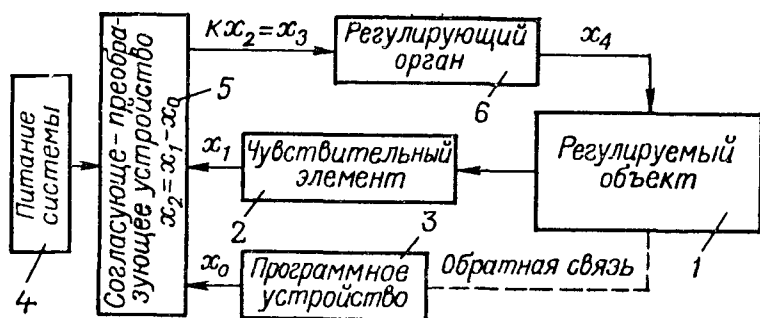 Кx₂ = x₃
Регулирующий
орган
6
x₄
Питание
системы
4
Согласующе-преобра-
зующее устройство
x₂ = x₁ - x₀
5
x₁
Чувствительный
элемент
2
Регулируемый
объект
1
x₀
Программное
устройство
3
Обратная связь